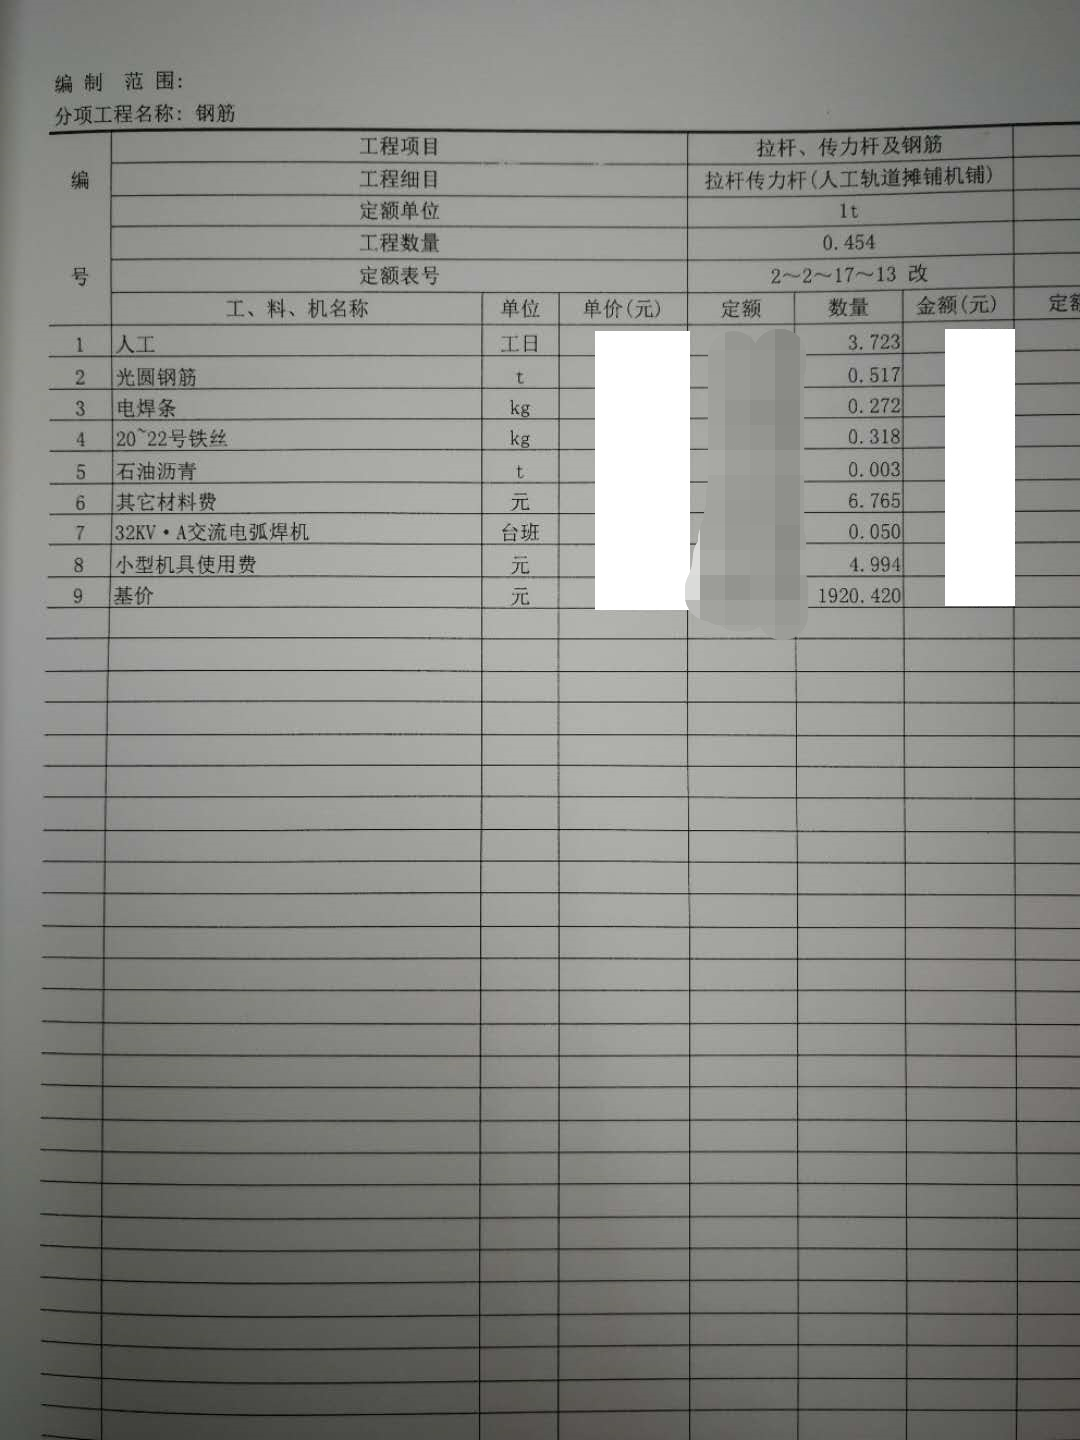 编 制 范 围:
分项工程名称: 钢筋
编号 工程项目 拉杆、传力杆及钢筋
工程细目 拉杆传力杆(人工轨道摊铺机铺)
定额单位 1t
工程数量 0.454
定额表号 2～2～17～13 改
工、料、机名称 单位 单价(元) 定额 数量 金额(元) 定额
1 人工 工日 3.723
2 光圆钢筋 t 0.517
3 电焊条 kg 0.272
4 20~22号铁丝 kg 0.318
5 石油沥青 t 0.003
6 其它材料费 元 6.765
7 32KV·A交流电弧焊机 台班 0.050
8 小型机具使用费 元 4.994
9 基价 元 1920.420